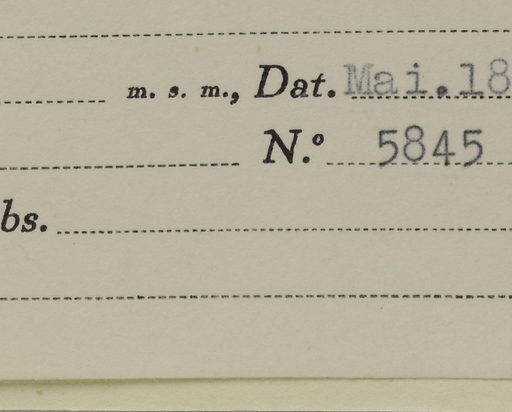 m. s. m., Dat. Mai.18
N.º 5845
bs.